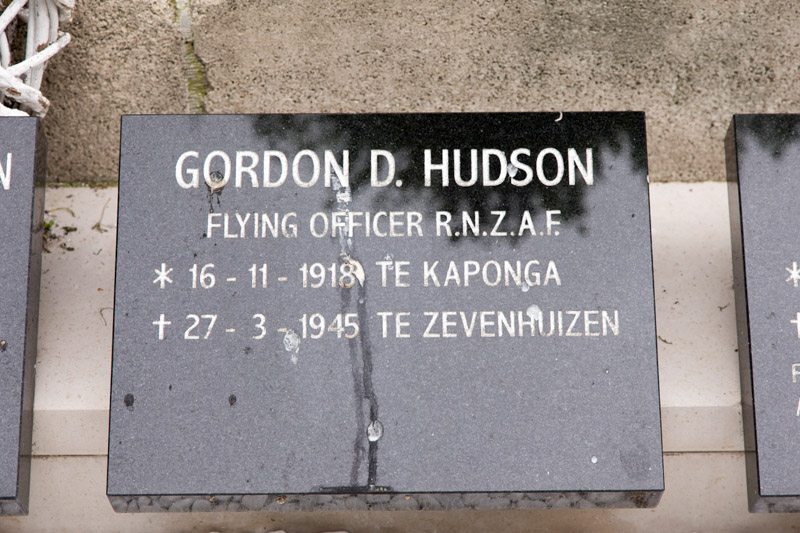 GORDON D. HUDSON
FLYING OFFICER R.N.Z.A.F.
* 16 - 11 - 1918 TE KAPONGA
† 27 - 3 - 1945 TE ZEVENHUIZEN